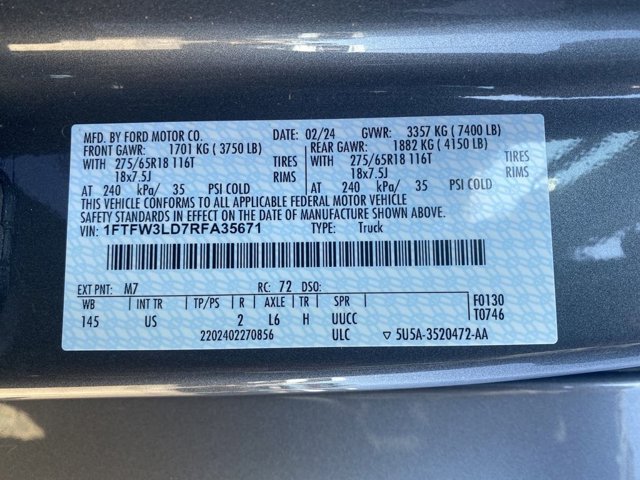 MFD. BY FORD MOTOR CO. DATE: 02/24 GVWR: 3357 KG ( 7400 LB)
FRONT GAWR: 1701 KG ( 3750 LB) REAR GAWR: 1882 KG ( 4150 LB)
WITH 275/65R18 116T TIRES WITH 275/65R18 116T TIRES
18x7.5J RIMS 18x7.5J RIMS
AT 240 kPa/ 35 PSI COLD AT 240 kPa/ 35 PSI COLD
THIS VEHICLE CONFORMS TO ALL APPLICABLE FEDERAL MOTOR VEHICLE
SAFETY STANDARDS IN EFFECT ON THE DATE OF MANUFACTURE SHOWN ABOVE.
VIN: 1FTFW3LD7RFA35671 TYPE: Truck
EXT PNT: M7 RC: 72 DSO:
WB INT TR TP/PS R AXLE TR SPR F0130
145 US 2 L6 H UUCC T0746
2202402270856 ULC ▽ 5U5A-3520472-AA